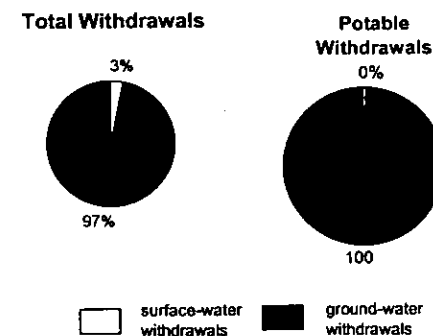 Total Withdrawals
3%
97%
Potable
Withdrawals
0%
100
surface-water
withdrawals
ground-water
withdrawals